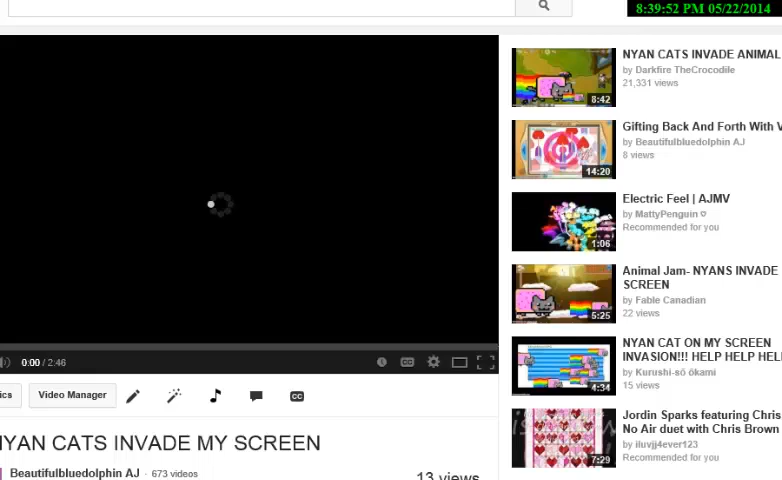 8:39:52 PM 05/22/2014
NYAN CATS INVADE ANIMAL
by Darkfire TheCrocodile
21,331 views
8:42
Gifting Back And Forth With V
by Beautifulbluedolphin AJ
8 views
14:20
Electric Feel | AJMV
by MattyPenguin ♡
Recommended for you
1:06
Animal Jam- NYANS INVADE
SCREEN
by Fable Canadian
22 views
5:25
NYAN CAT ON MY SCREEN
INVASION!!! HELP HELP HEL
by Kurushi-sō ōkami
15 views
4:34
Jordin Sparks featuring Chris
No Air duet with Chris Brown
by iluvjj4ever123
Recommended for you
7:29
0:00 / 2:46
CC
ics
Video Manager
CC
NYAN CATS INVADE MY SCREEN
Beautifulbluedolphin AJ · 673 videos
13 views